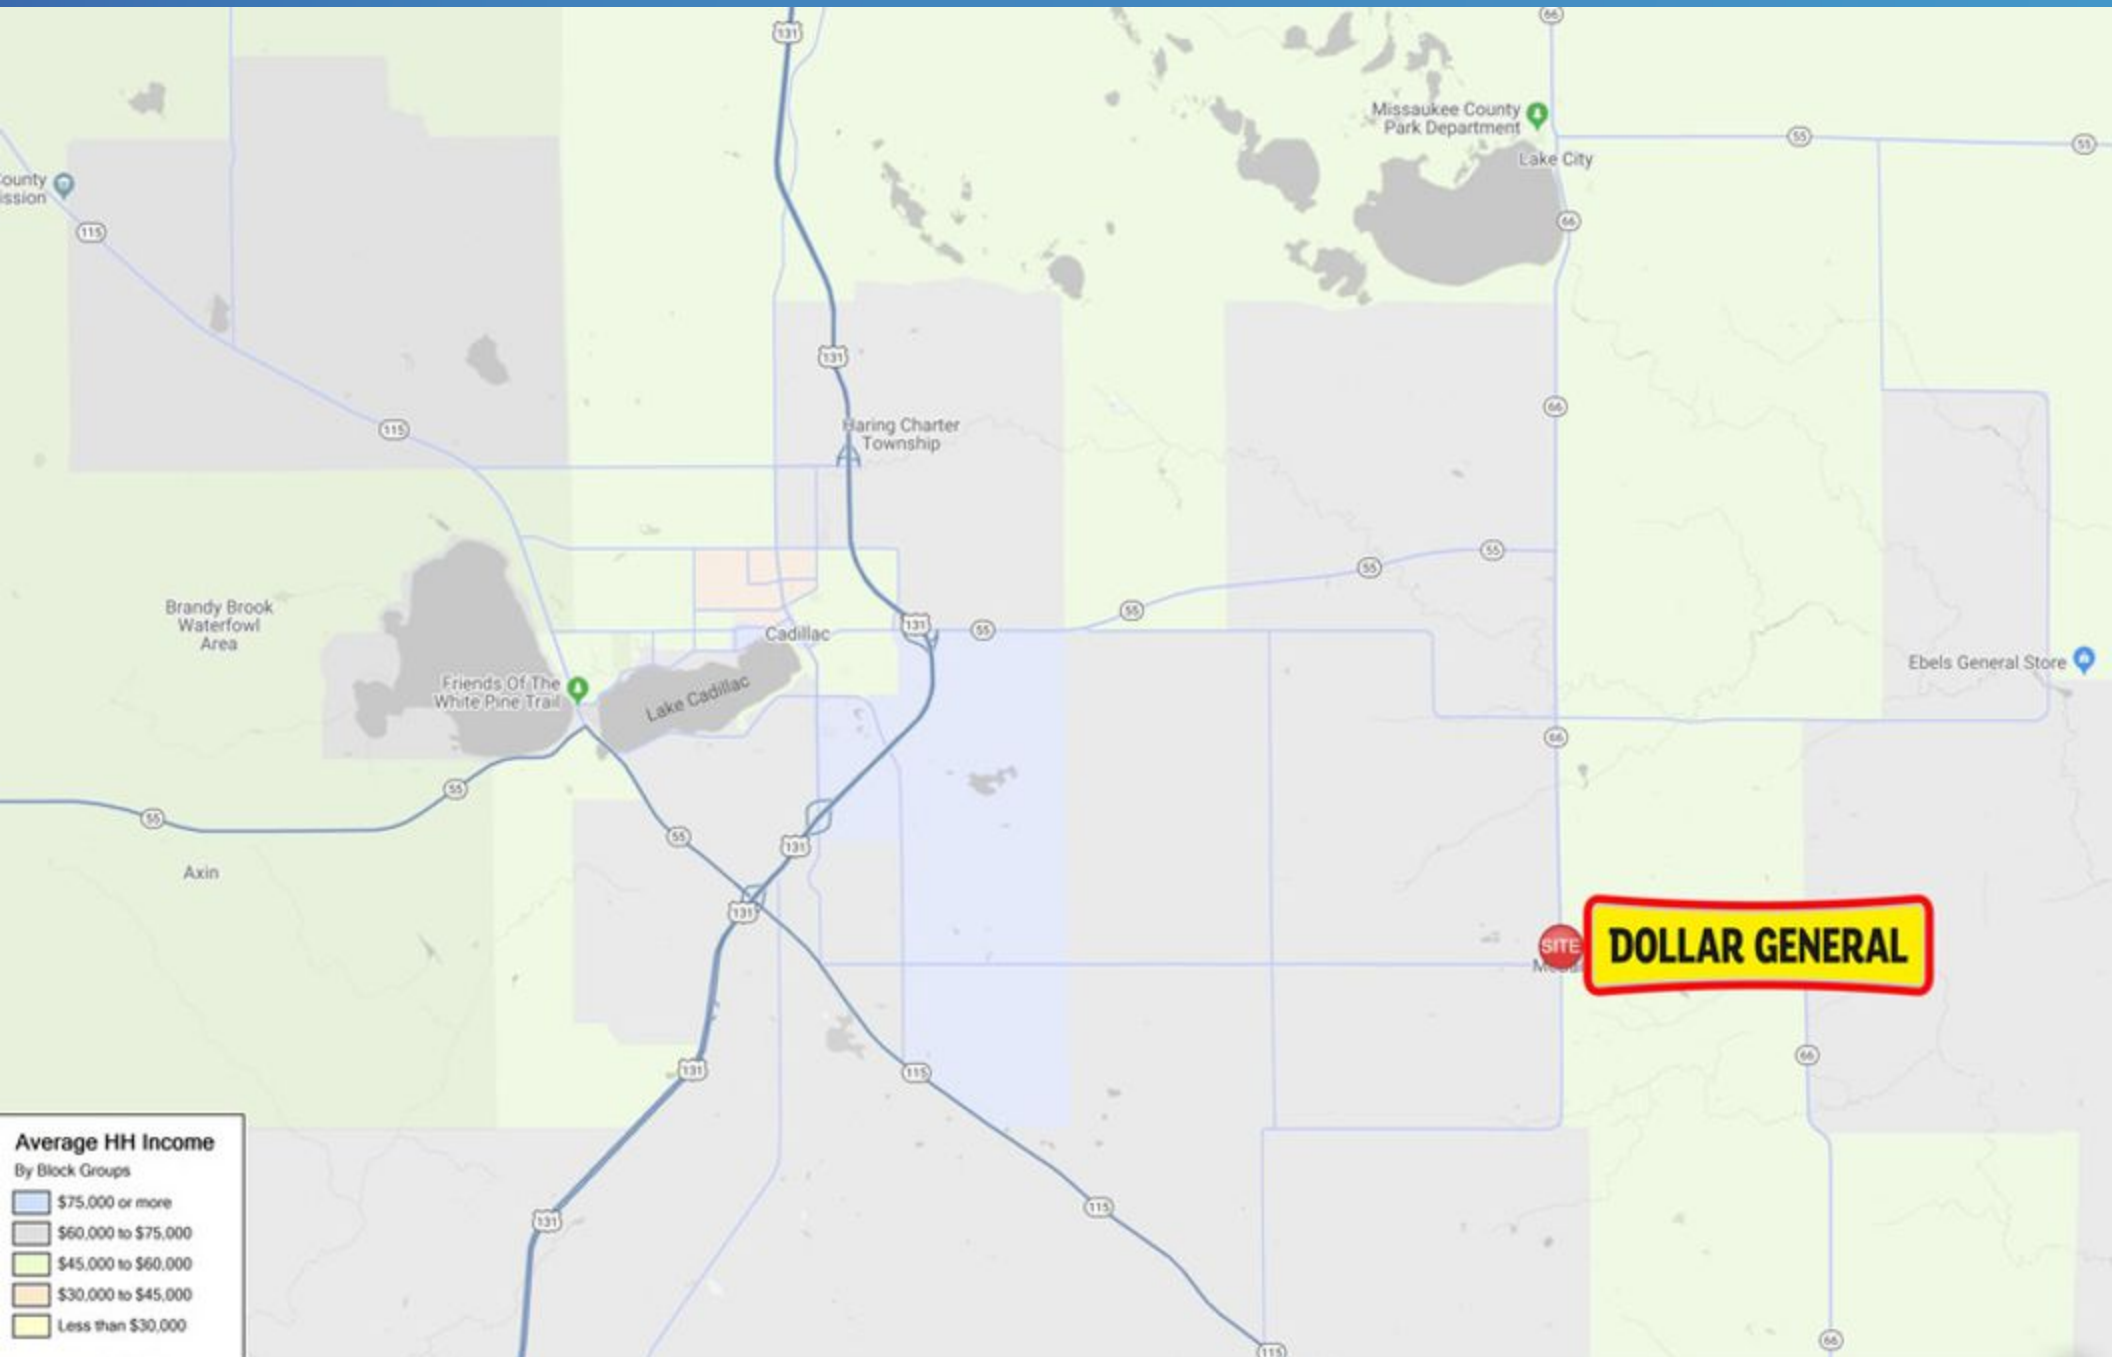 131
66
Missaukee County
Park Department
55
55
Lake City
ounty
ission
115
66
131
66
115
Haring Charter
Township
55
55
Brandy Brook
Waterfowl
Area
55
131
55
Cadillac
Ebels General Store
Friends Of The
White Pine Trail
Lake Cadillac
66
55
55
55
131
Axin
131
SITE
DOLLAR GENERAL
66
131
115
Average HH Income
By Block Groups
$75,000 or more
$60,000 to $75,000
$45,000 to $60,000
$30,000 to $45,000
Less than $30,000
131
115
66
115